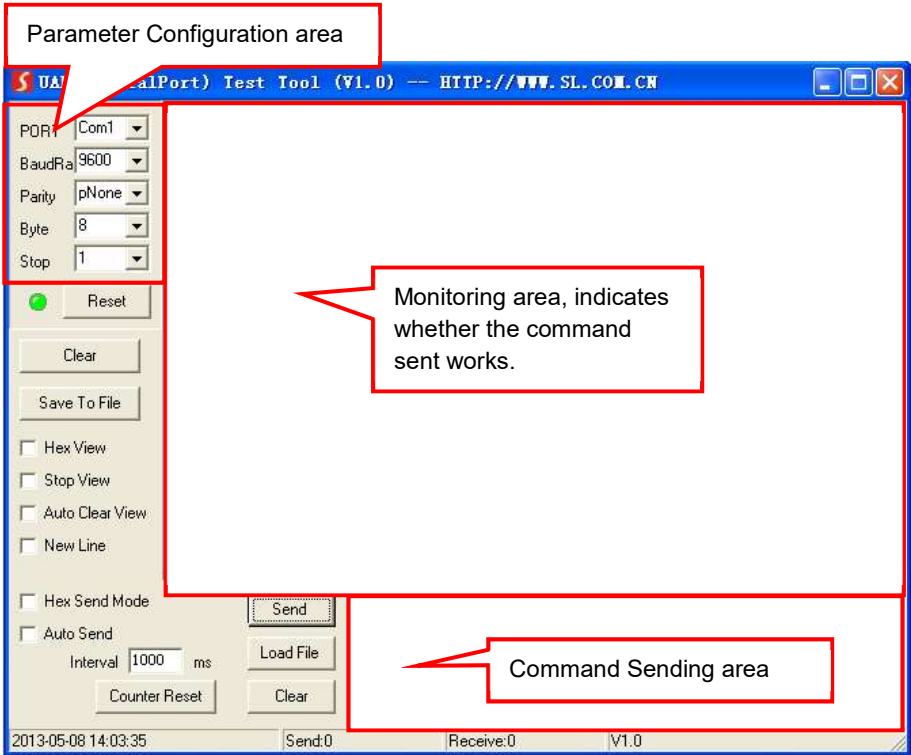 Parameter Configuration area
UA alPort) Test Tool (V1.0) -- HTTP://WWW.SL.COM.CN
PORT Com1
BaudRa 9600
Parity pNone
Byte 8
Stop 1
Reset
Clear
Save To File
Hex View
Stop View
Auto Clear View
New Line
Monitoring area, indicates
whether the command
sent works.
Hex Send Mode
Auto Send
Interval 1000 ms
Counter Reset
Send
Load File
Clear
Command Sending area
2013-05-08 14:03:35 Send:0 Receive:0 V1.0